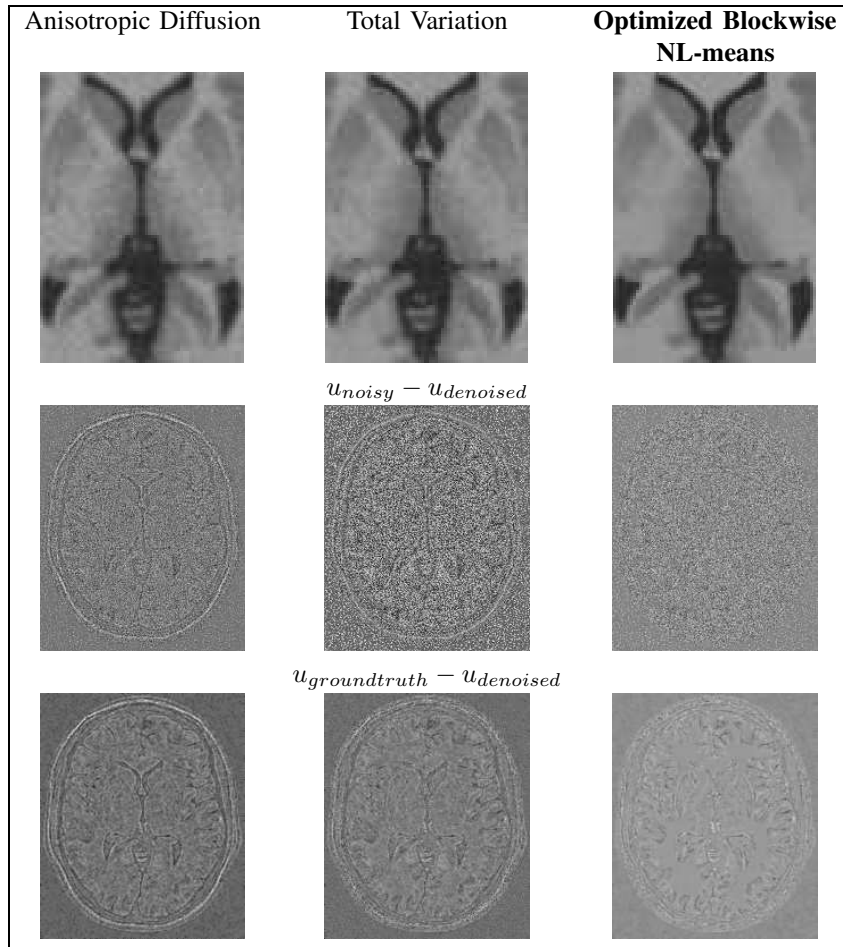 Anisotropic Diffusion
Total Variation
Optimized Blockwise
NL-means
u_{noisy} − u_{denoised}
u_{groundtruth} − u_{denoised}